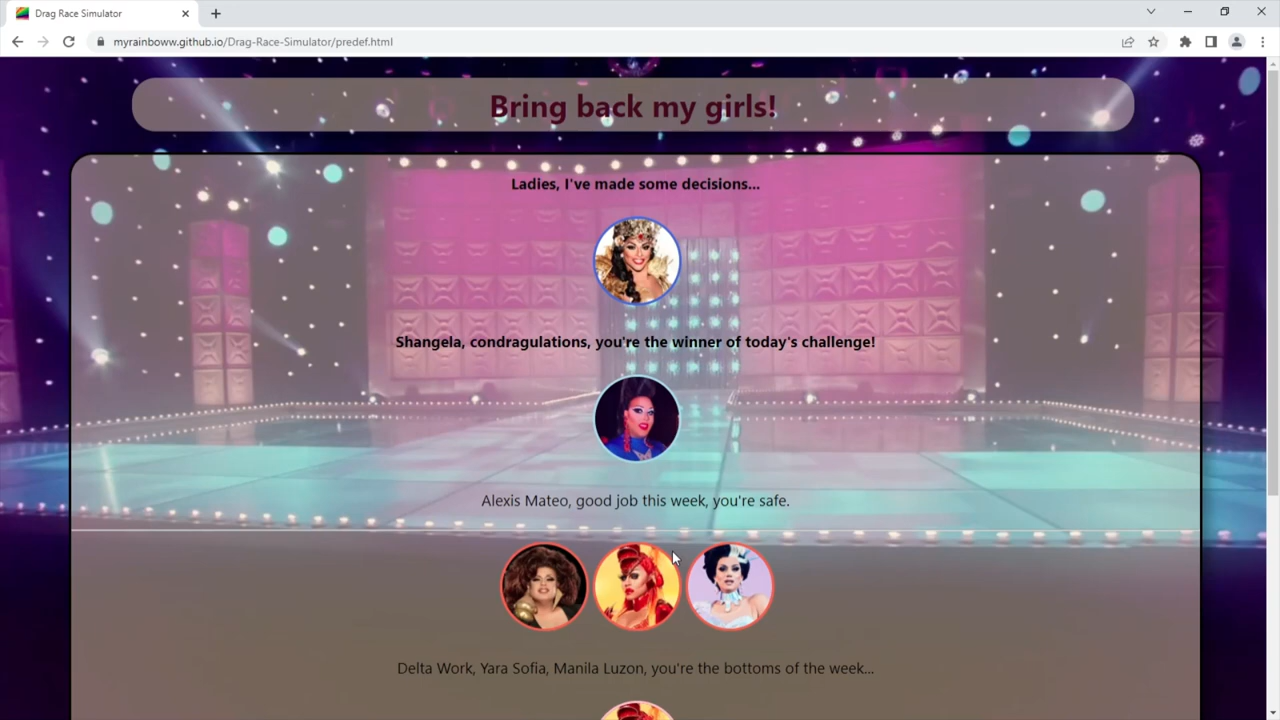 Drag Race Simulator
myrainboww.github.io/Drag-Race-Simulator/predef.html
Bring back my girls!
Ladies, I've made some decisions...
Shangela, condragulations, you're the winner of today's challenge!
Alexis Mateo, good job this week, you're safe.
Delta Work, Yara Sofia, Manila Luzon, you're the bottoms of the week...